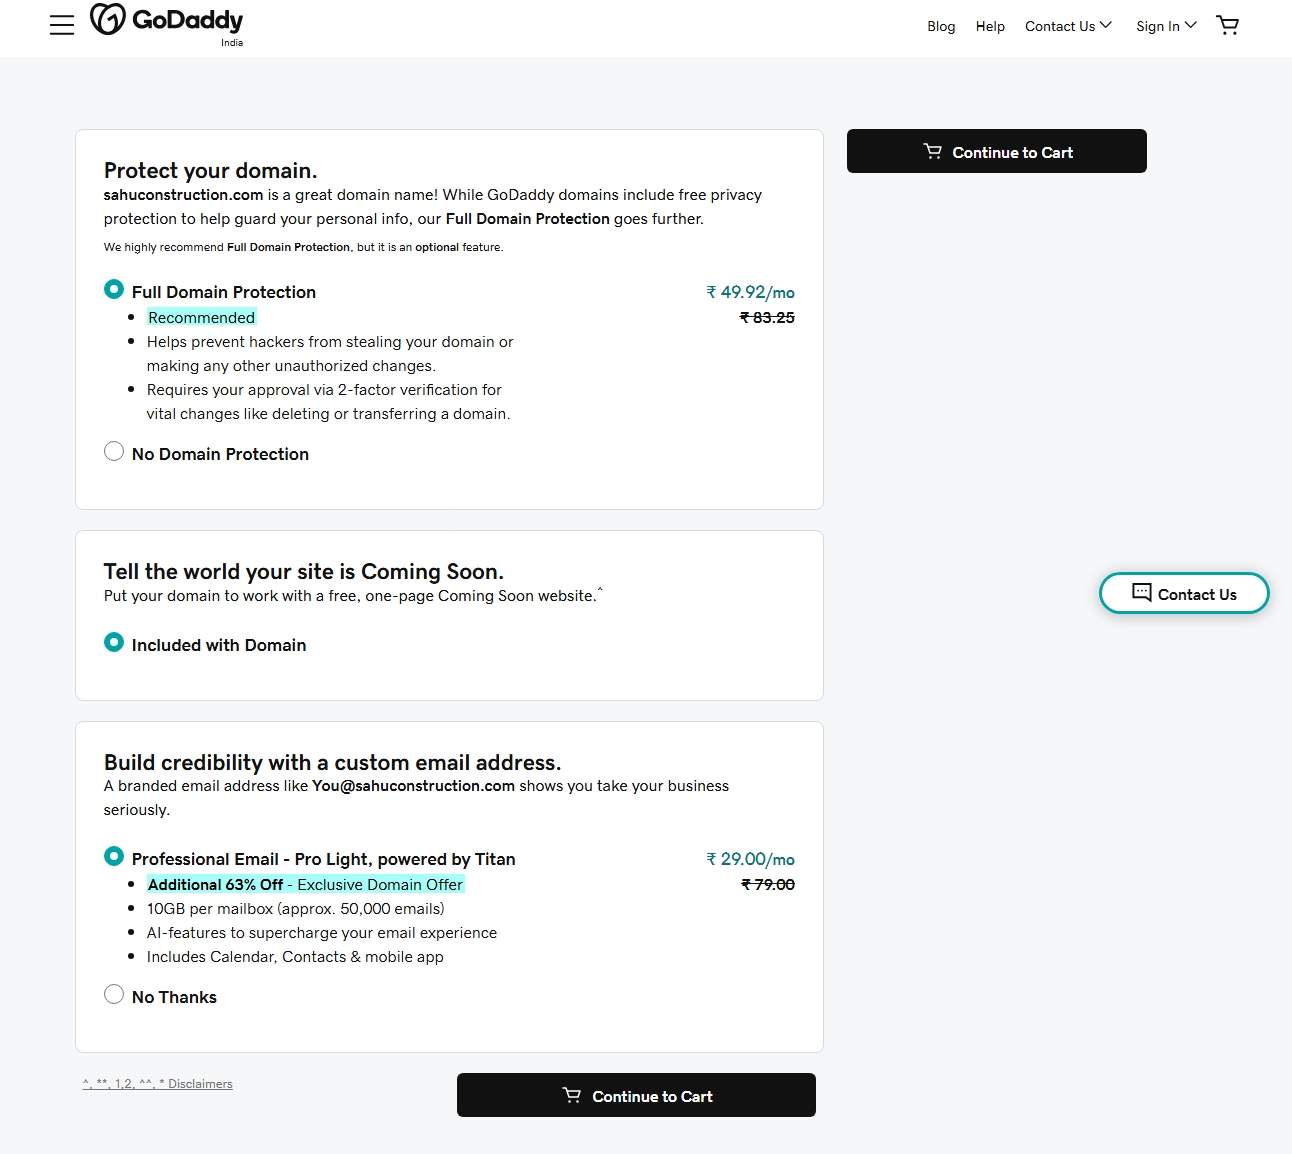 GoDaddy
India
Blog
Help
Contact Us
Sign In
Protect your domain.
sahuconstruction.com is a great domain name! While GoDaddy domains include free privacy
protection to help guard your personal info, our Full Domain Protection goes further.
We highly recommend Full Domain Protection, but it is an optional feature.
Full Domain Protection
₹ 49.92/mo
Recommended
₹ 83.25
Helps prevent hackers from stealing your domain or
making any other unauthorized changes.
Requires your approval via 2-factor verification for
vital changes like deleting or transferring a domain.
No Domain Protection
Continue to Cart
Tell the world your site is Coming Soon.
Put your domain to work with a free, one-page Coming Soon website.^
Included with Domain
Contact Us
Build credibility with a custom email address.
A branded email address like You@sahuconstruction.com shows you take your business
seriously.
Professional Email - Pro Light, powered by Titan
₹ 29.00/mo
Additional 63% Off - Exclusive Domain Offer
₹ 79.00
10GB per mailbox (approx. 50,000 emails)
AI-features to supercharge your email experience
Includes Calendar, Contacts & mobile app
No Thanks
^, **, 1,2, ^^, * Disclaimers
Continue to Cart